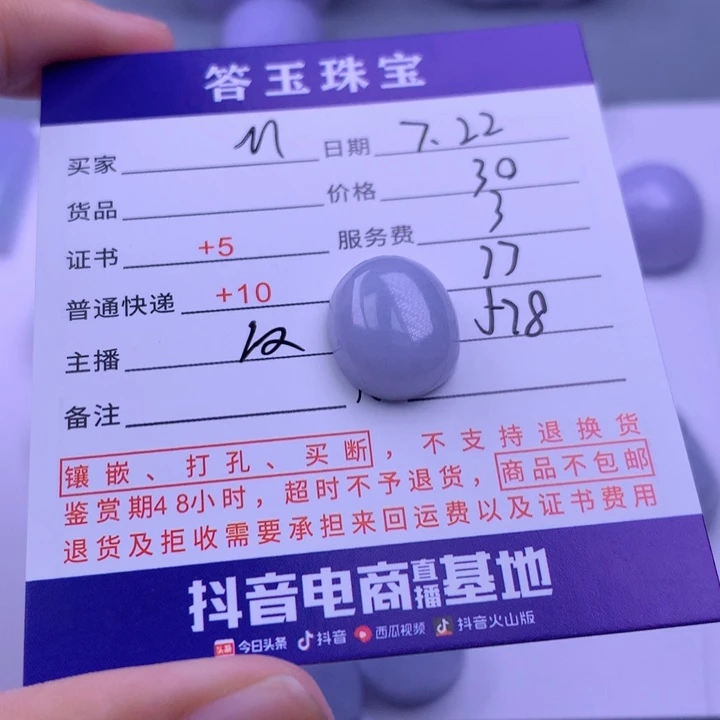 答玉珠宝
买家 日期 7.22
货品 价格 30
证书 +5 服务费 3
普通快递 +10 17
主播
备注
镶嵌、打孔、买断，不支持退换货
鉴赏期48小时，超时不予退货，商品不包邮
退货及拒收需要承担来回运费以及证书费用
抖音电商直播基地
头条 今日头条 抖音 西瓜视频 抖音火山版